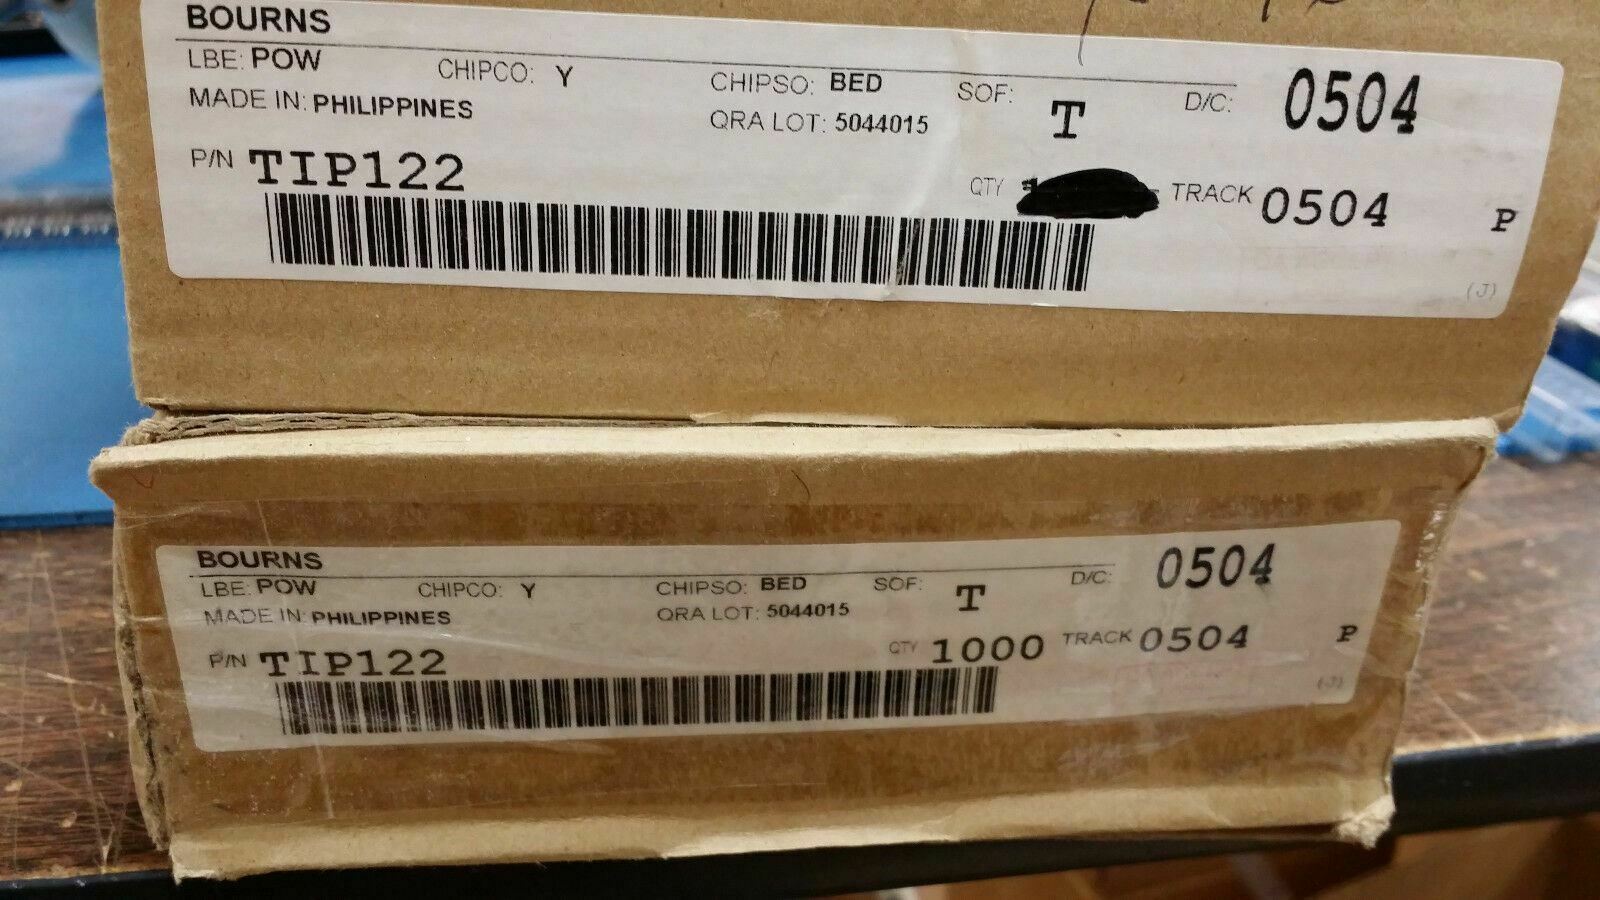 BOURNS
LBE: POW CHIPCO: Y CHIPSO: BED SOF: T D/C: 0504
MADE IN: PHILIPPINES QRA LOT: 5044015
P/N TIP122 QTY TRACK 0504 P
(J)
BOURNS
LBE: POW CHIPCO: Y CHIPSO: BED SOF: T D/C: 0504
MADE IN: PHILIPPINES QRA LOT: 5044015
P/N TIP122 QTY 1000 TRACK 0504 P
(J)